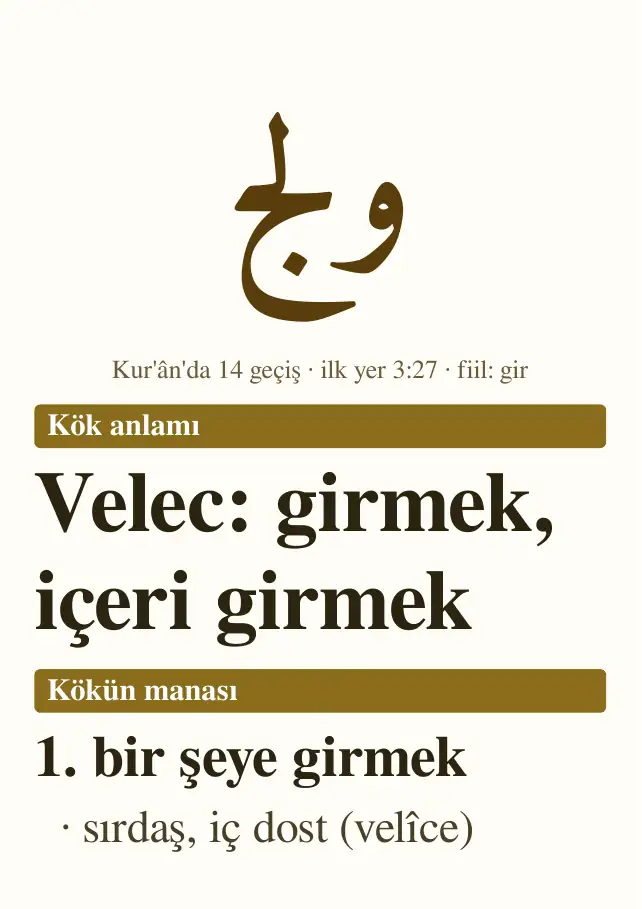 ولج
Kur'ân'da 14 geçiş · ilk yer 3:27 · fiil: gir
Kök anlamı
Velec: girmek,
içeri girmek
Kökün manası
1. bir şeye girmek
· sırdaş, iç dost (velîce)